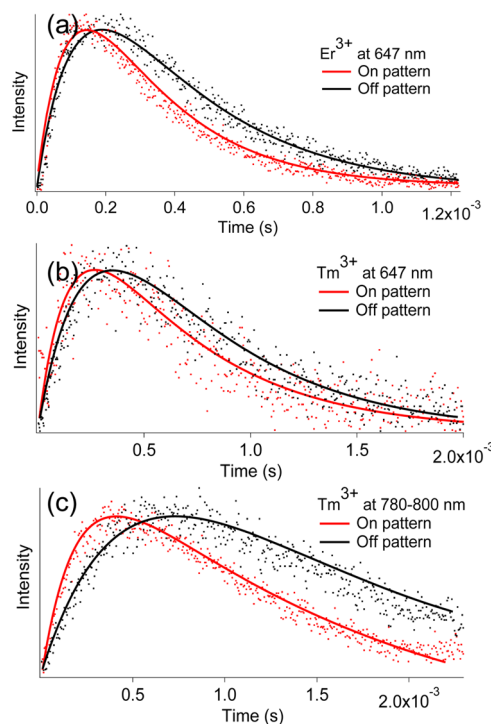 (a)
Er³⁺ at 647 nm
On pattern
Off pattern
Intensity
0.0 0.2 0.4 0.6 0.8 1.0 1.2x10⁻³
Time (s)
(b)
Tm³⁺ at 647 nm
On pattern
Off pattern
Intensity
0.5 1.0 1.5 2.0x10⁻³
Time (s)
(c)
Tm³⁺ at 780-800 nm
On pattern
Off pattern
Intensity
0.5 1.0 1.5 2.0x10⁻³
Time (s)